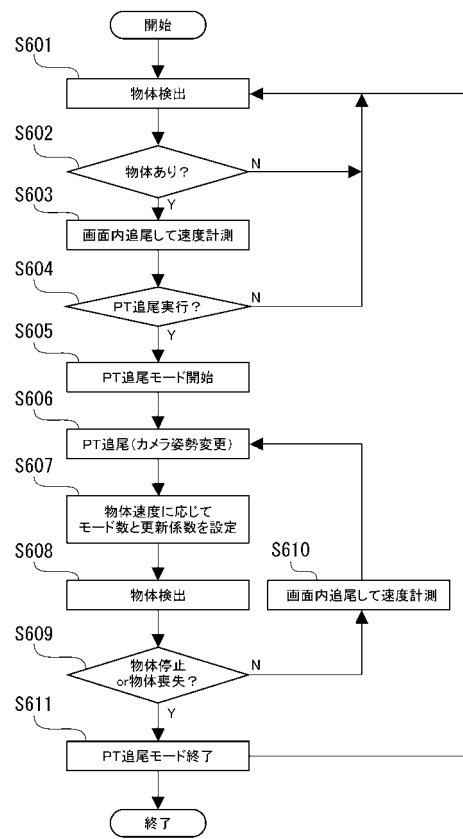 開始
S601
物体検出
S602
物体あり?
N
Y
S603
画面内追尾して速度計測
S604
PT追尾実行?
N
Y
S605
PT追尾モード開始
S606
PT追尾(カメラ姿勢変更)
S607
物体速度に応じて
モード数と更新係数を設定
S608
物体検出
S610
画面内追尾して速度計測
S609
物体停止
or物体喪失?
N
Y
S611
PT追尾モード終了
終了